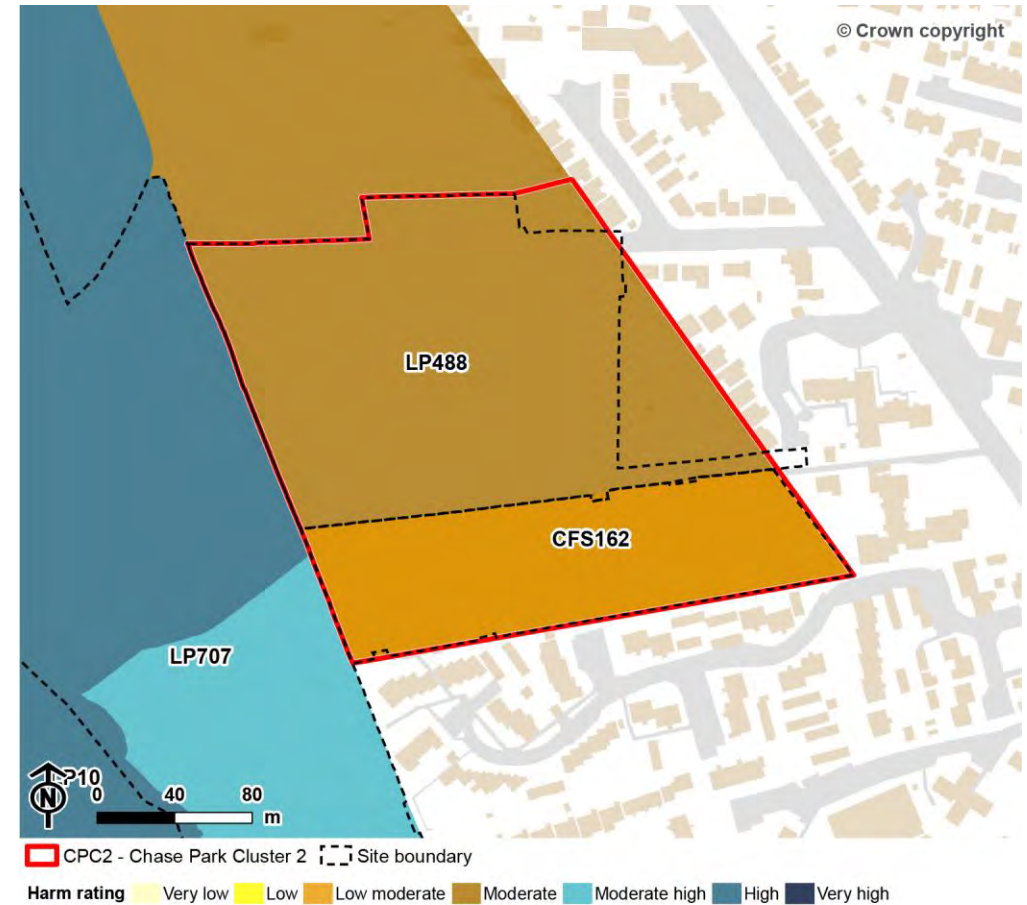 © Crown copyright
LP488
CFS162
LP707
P10
N
0 40 80
m
CPC2 - Chase Park Cluster 2 Site boundary
Harm rating Very low Low Low moderate Moderate Moderate high High Very high